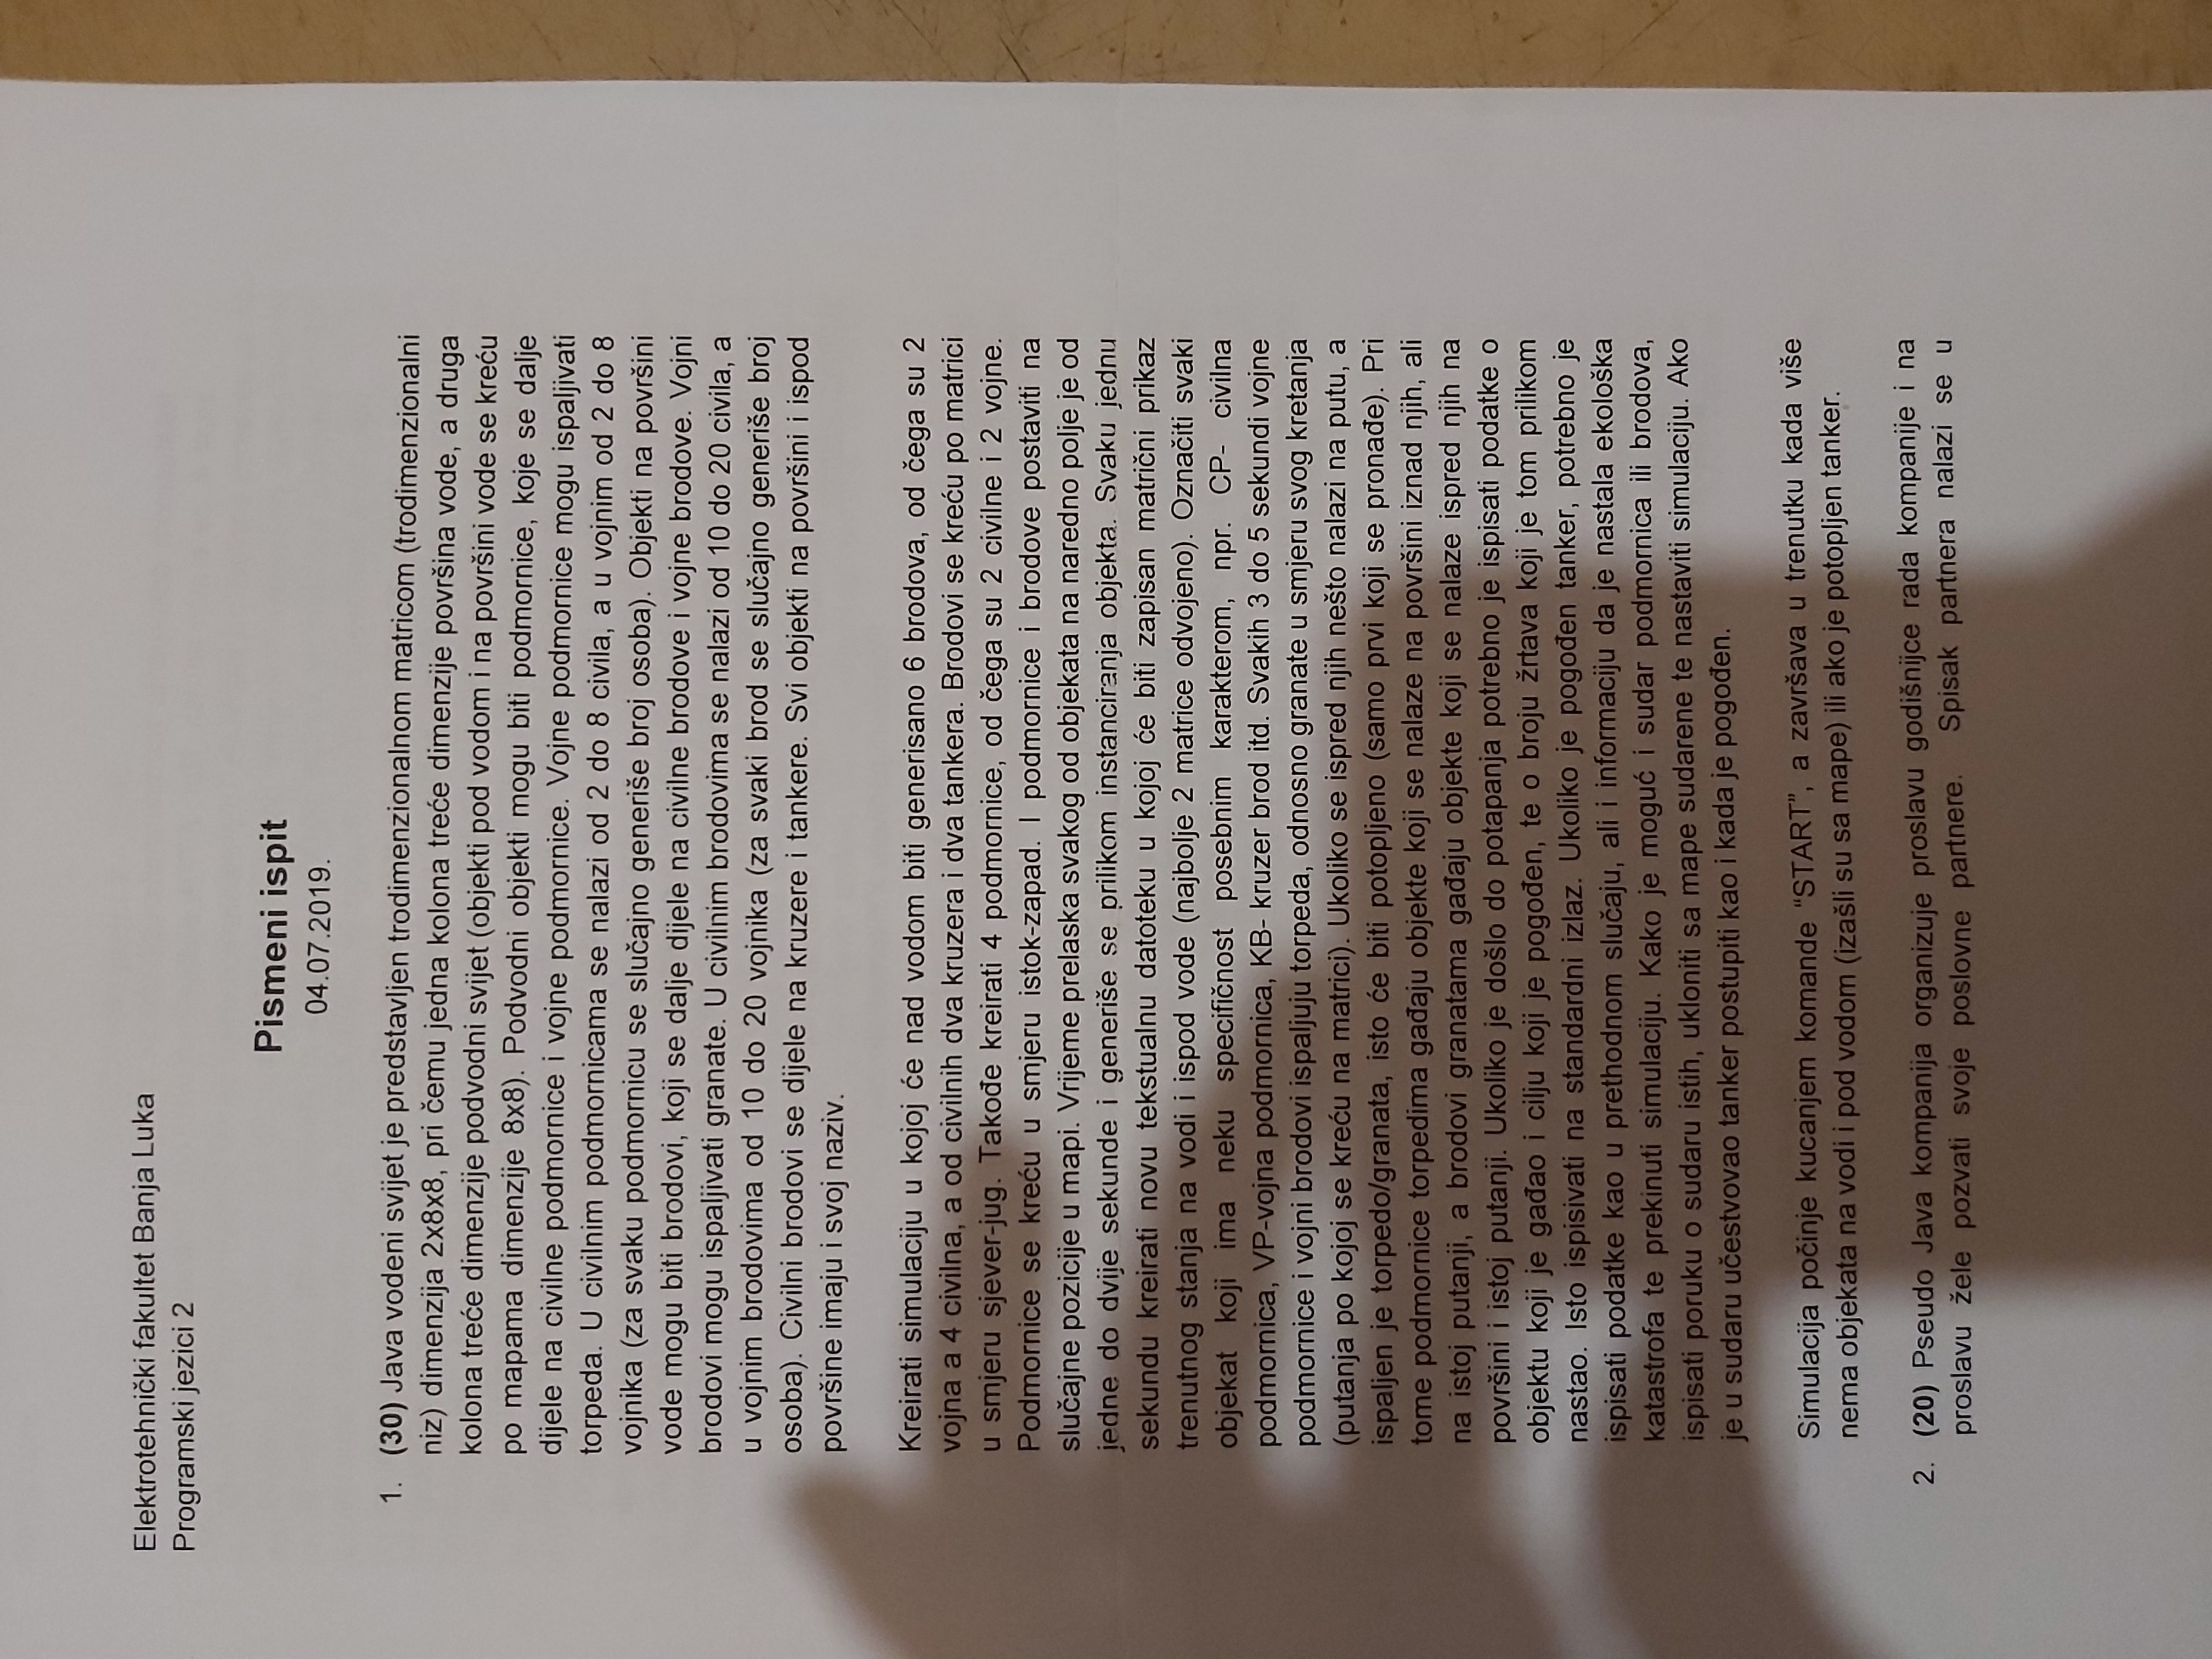 Elektrotehnički fakultet Banja Luka
Programski jezici 2
Pismeni ispit
04.07.2019.
1. (30) Java vodeni svijet je predstavljen trodimenzionalnom matricom (trodimenzionalni
niz) dimenzija 2x8x8, pri čemu jedna kolona treće dimenzije površina vode, a druga
kolona treće dimenzije podvodni svijet (objekti pod vodom i na površini vode se kreću
po mapama dimenzije 8x8). Podvodni objekti mogu biti podmornice, koje se dalje
dijele na civilne podmornice i vojne podmornice. Vojne podmornice mogu ispaljivati
torpeda. U civilnim podmornicama se nalazi od 2 do 8 civila, a u vojnim od 2 do 8
vojnika (za svaku podmornicu se slučajno generiše broj osoba). Objekti na površini
vode mogu biti brodovi, koji se dalje dijele na civilne brodove i vojne brodove. Vojni
brodovi mogu ispaljivati granate. U civilnim brodovima se nalazi od 10 do 20 civila, a
u vojnim brodovima od 10 do 20 vojnika (za svaki brod se slučajno generiše broj
osoba). Civilni brodovi se dijele na kruzere i tankere. Svi objekti na površini i ispod
površine imaju i svoj naziv.
Kreirati simulaciju u kojoj će nad vodom biti generisano 6 brodova, od čega su 2
vojna a 4 civilna, a od civilnih dva kruzera i dva tankera. Brodovi se kreću po matrici
u smjeru sjever-jug. Takođe kreirati 4 podmornice, od čega su 2 civilne i 2 vojne.
Podmornice se kreću u smjeru istok-zapad. I podmornice i brodove postaviti na
slučajne pozicije u mapi. Vrijeme prelaska svakog od objekata na naredno polje je od
jedne do dvije sekunde i generiše se prilikom instanciranja objekta. Svaku jednu
sekundu kreirati novu tekstualnu datoteku u kojoj će biti zapisan matrični prikaz
trenutnog stanja na vodi i ispod vode (najbolje 2 matrice odvojeno). Označiti svaki
objekat koji ima neku specifičnost posebnim karakterom, npr. CP- civilna
podmornica, VP-vojna podmornica, KB- kruzer brod itd. Svakih 3 do 5 sekundi vojne
podmornice i vojni brodovi ispaljuju torpeda, odnosno granate u smjeru svog kretanja
(putanja po kojoj se kreću na matrici). Ukoliko se ispred njih nešto nalazi na putu, a
ispaljen je torpedo/granata, isto će biti potopljeno (samo prvi koji se pronađe). Pri
tome podmornice torpedima gađaju objekte koji se nalaze na površini iznad njih, ali
na istoj putanji, a brodovi granatama gađaju objekte koji se nalaze ispred njih na
površini i istoj putanji. Ukoliko je došlo do potapanja potrebno je ispisati podatke o
objektu koji je gađao i cilju koji je pogođen, te o broju žrtava koji je tom prilikom
nastao. Isto ispisivati na standardni izlaz. Ukoliko je pogođen tanker, potrebno je
ispisati podatke kao u prethodnom slučaju, ali i informaciju da je nastala ekološka
katastrofa te prekinuti simulaciju. Kako je moguć i sudar podmornica ili brodova,
ispisati poruku o sudaru istih, ukloniti sa mape sudarene te nastaviti simulaciju. Ako
je u sudaru učestvovao tanker postupiti kao i kada je pogođen.
Simulacija počinje kucanjem komande “START”, a završava u trenutku kada više
nema objekata na vodi i pod vodom (izašli su sa mape) ili ako je potopljen tanker.
2. (20) Pseudo Java kompanija organizuje proslavu godišnjice rada kompanije i na
proslavu žele pozvati svoje poslovne partnere. Spisak partnera nalazi se u